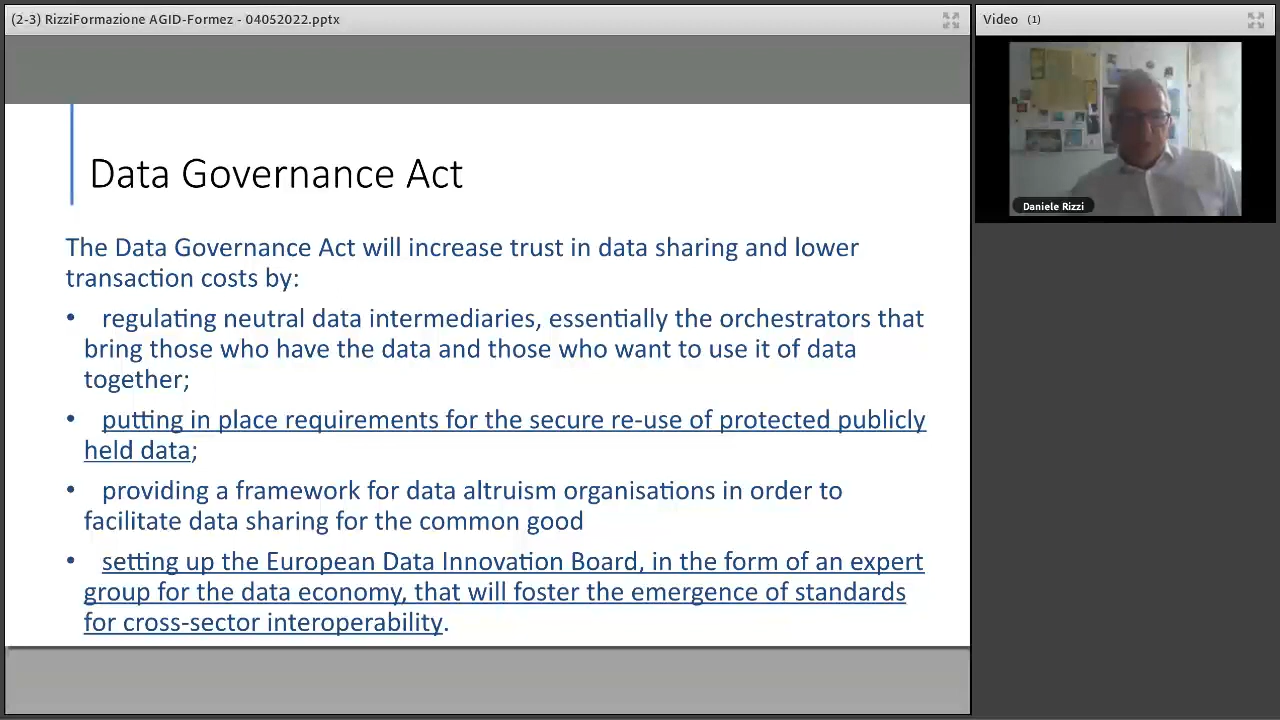 (2-3) RizziFormazione AGID-Formez - 04052022.pptx
Video (1)
Daniele Rizzi
Data Governance Act
The Data Governance Act will increase trust in data sharing and lower
transaction costs by:
• regulating neutral data intermediaries, essentially the orchestrators that
bring those who have the data and those who want to use it of data
together;
• putting in place requirements for the secure re-use of protected publicly
held data;
• providing a framework for data altruism organisations in order to
facilitate data sharing for the common good
• setting up the European Data Innovation Board, in the form of an expert
group for the data economy, that will foster the emergence of standards
for cross-sector interoperability.